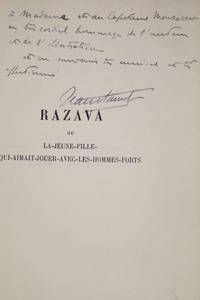 à Madame et au Capitaine
en très cordial hommage de l'auteur
et de l'illustrateur
et en souvenir très amical et très
RAZAVA
OU
LA-JEUNE-FILLE-
QUI-AIMAIT-JOUER-AVEC-LES-HOMMES-FORTS